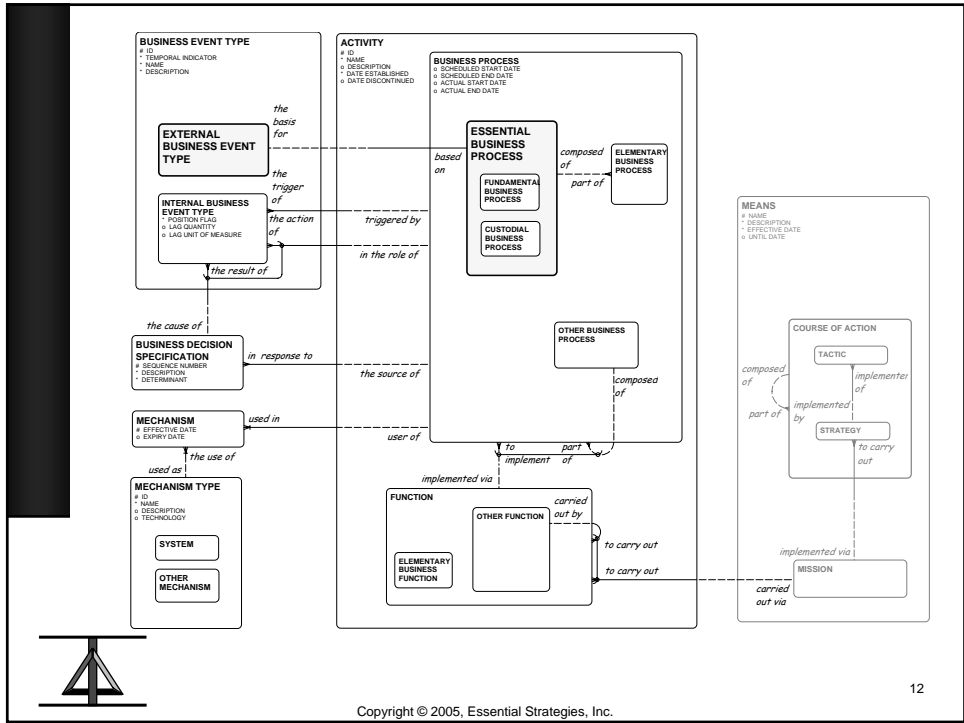 BUSINESS EVENT TYPE
# ID
* TEMPORAL INDICATOR
* NAME
* DESCRIPTION
EXTERNAL
BUSINESS EVENT
TYPE
the
basis
for
the
trigger
of
INTERNAL BUSINESS
EVENT TYPE
* POSITION FLAG
o LAG QUANTITY
o LAG UNIT OF MEASURE
the action
of
the result of
the cause of
BUSINESS DECISION
SPECIFICATION
# SEQUENCE NUMBER
* DESCRIPTION
* DETERMINANT
in response to
MECHANISM
# EFFECTIVE DATE
o EXPIRY DATE
used in
the use of
used as
MECHANISM TYPE
# ID
* NAME
o DESCRIPTION
o TECHNOLOGY
SYSTEM
OTHER
MECHANISM
ACTIVITY
# ID
* NAME
o DESCRIPTION
* DATE ESTABLISHED
o DATE DISCONTINUED
BUSINESS PROCESS
o SCHEDULED START DATE
o SCHEDULED END DATE
o ACTUAL START DATE
o ACTUAL END DATE
based
on
triggered by
in the role of
the source of
user of
ESSENTIAL
BUSINESS
PROCESS
FUNDAMENTAL
BUSINESS
PROCESS
CUSTODIAL
BUSINESS
PROCESS
composed
of
part of
ELEMENTARY
BUSINESS
PROCESS
OTHER BUSINESS
PROCESS
composed
of
to
implement
part
of
implemented via
FUNCTION
OTHER FUNCTION
ELEMENTARY
BUSINESS
FUNCTION
carried
out by
to carry out
to carry out
carried
out via
MEANS
# NAME
* DESCRIPTION
* EFFECTIVE DATE
o UNTIL DATE
COURSE OF ACTION
TACTIC
implementer
of
composed
of
part of
implemented
by
STRATEGY
to carry
out
implemented via
MISSION
12
Copyright © 2005, Essential Strategies, Inc.